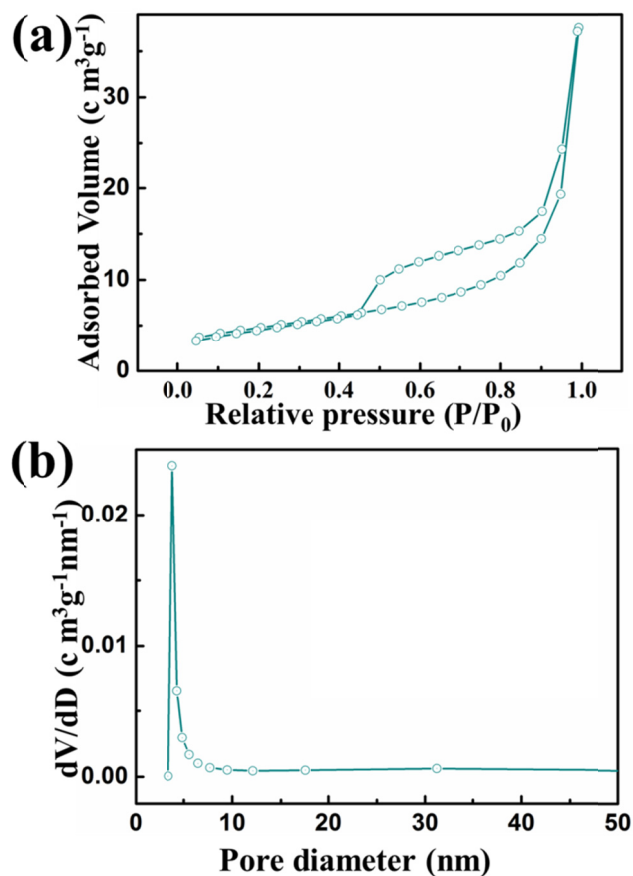 (a)
Adsorbed Volume (c m³g⁻¹)
30
20
10
0
0.0 0.2 0.4 0.6 0.8 1.0
Relative pressure (P/P₀)
(b)
dV/dD (c m³g⁻¹nm⁻¹)
0.02
0.01
0.00
0 10 20 30 40 50
Pore diameter (nm)